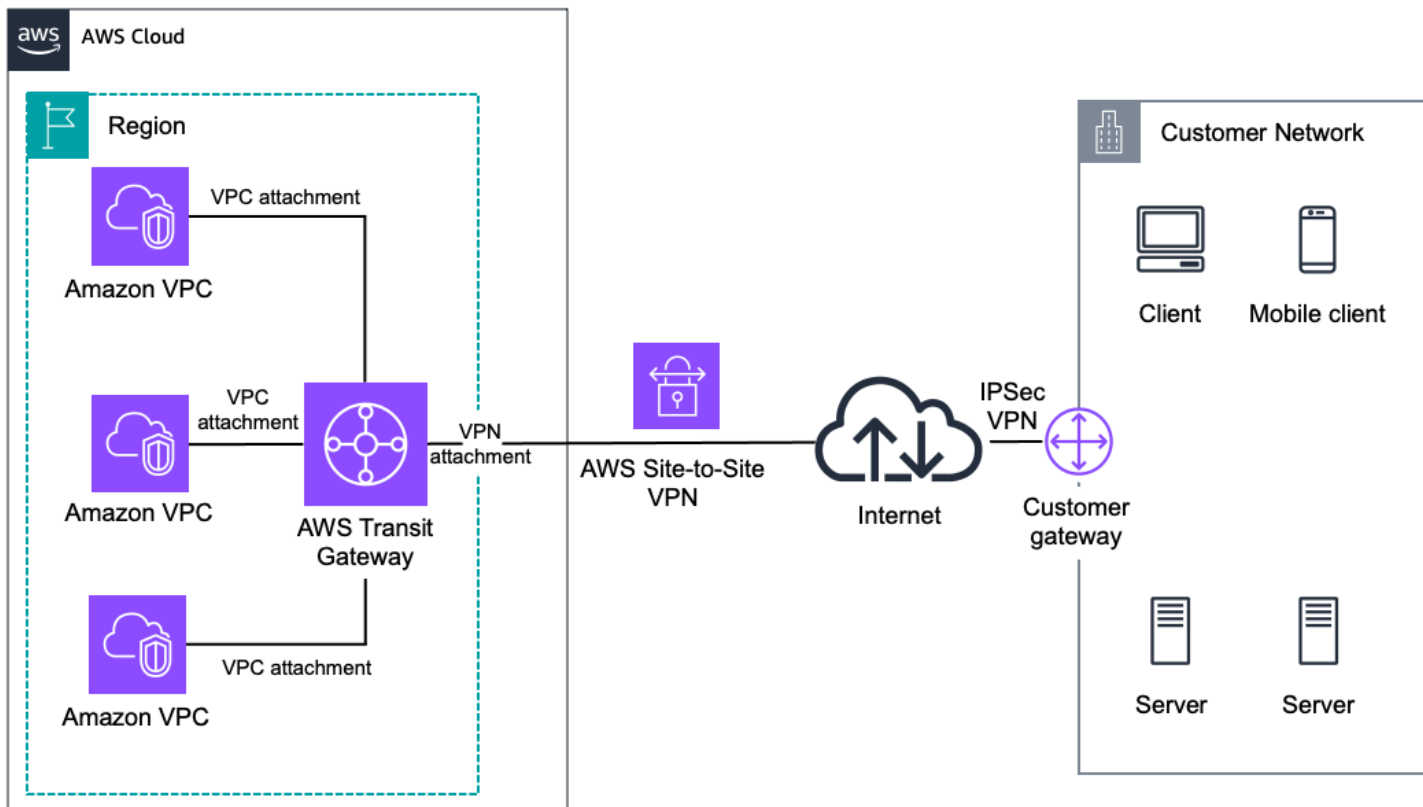 aws
AWS Cloud
Region
VPC attachment
Amazon VPC
VPC
attachment
Amazon VPC
AWS Transit
Gateway
VPC attachment
Amazon VPC
VPN
attachment
AWS Site-to-Site
VPN
Internet
IPSec
VPN
Customer
gateway
Customer Network
Client
Mobile client
Server
Server